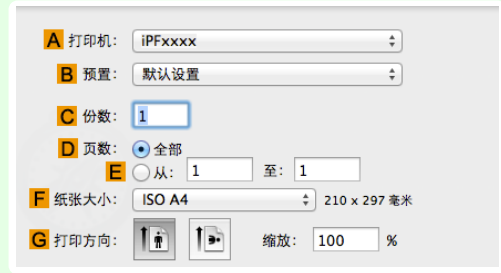 A 打印机: iPFxxxx
B 预置: 默认设置
C 份数: 1
D 页数: 全部
E 从: 1 至: 1
F 纸张大小: ISO A4 210 x 297 毫米
G 打印方向: 缩放: 100 %